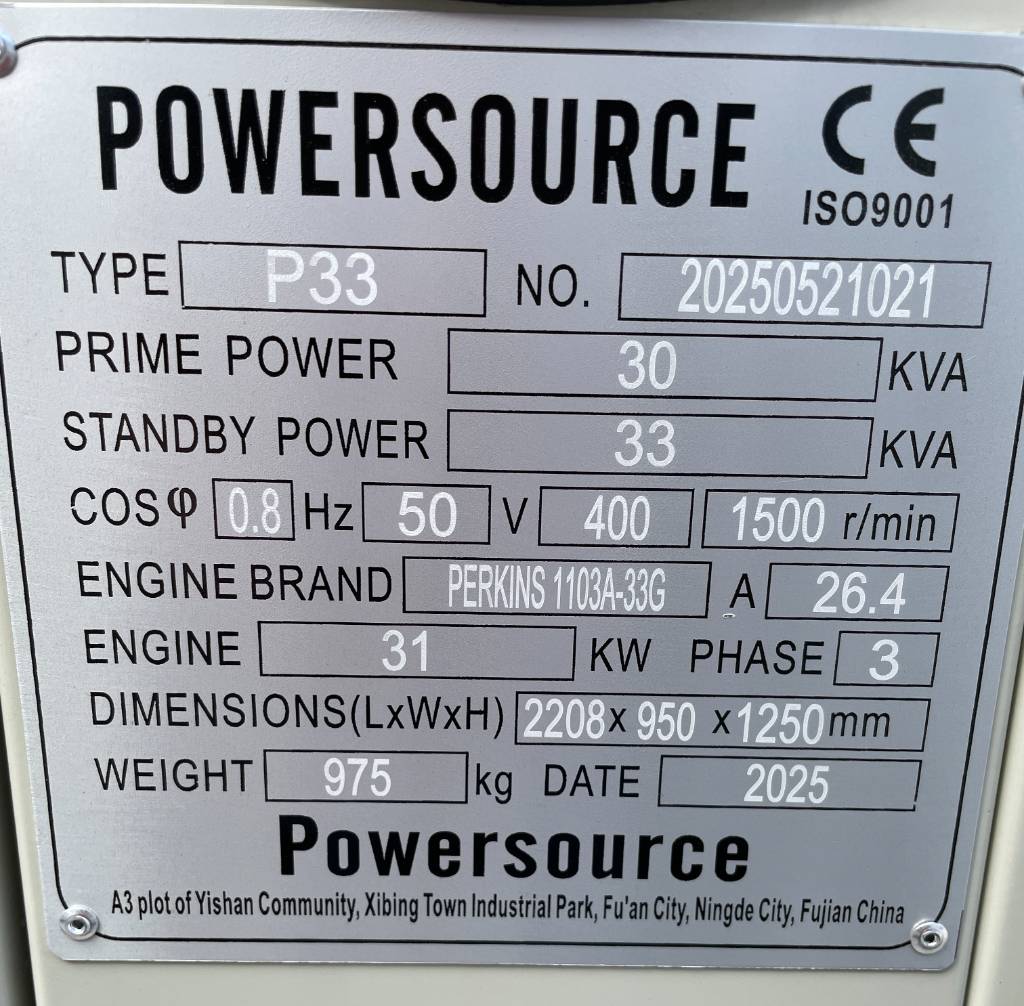 POWERSOURCE CE
ISO9001
TYPE P33 NO. 20250521021
PRIME POWER 30 KVA
STANDBY POWER 33 KVA
COSφ 0.8 Hz 50 V 400 1500 r/min
ENGINE BRAND PERKINS 1103A-33G A 26.4
ENGINE 31 KW PHASE 3
DIMENSIONS(LxWxH) 2208x 950 x1250mm
WEIGHT 975 kg DATE 2025
Powersource
A3 plot of Yishan Community, Xibing Town Industrial Park, Fu'an City, Ningde City, Fujian China